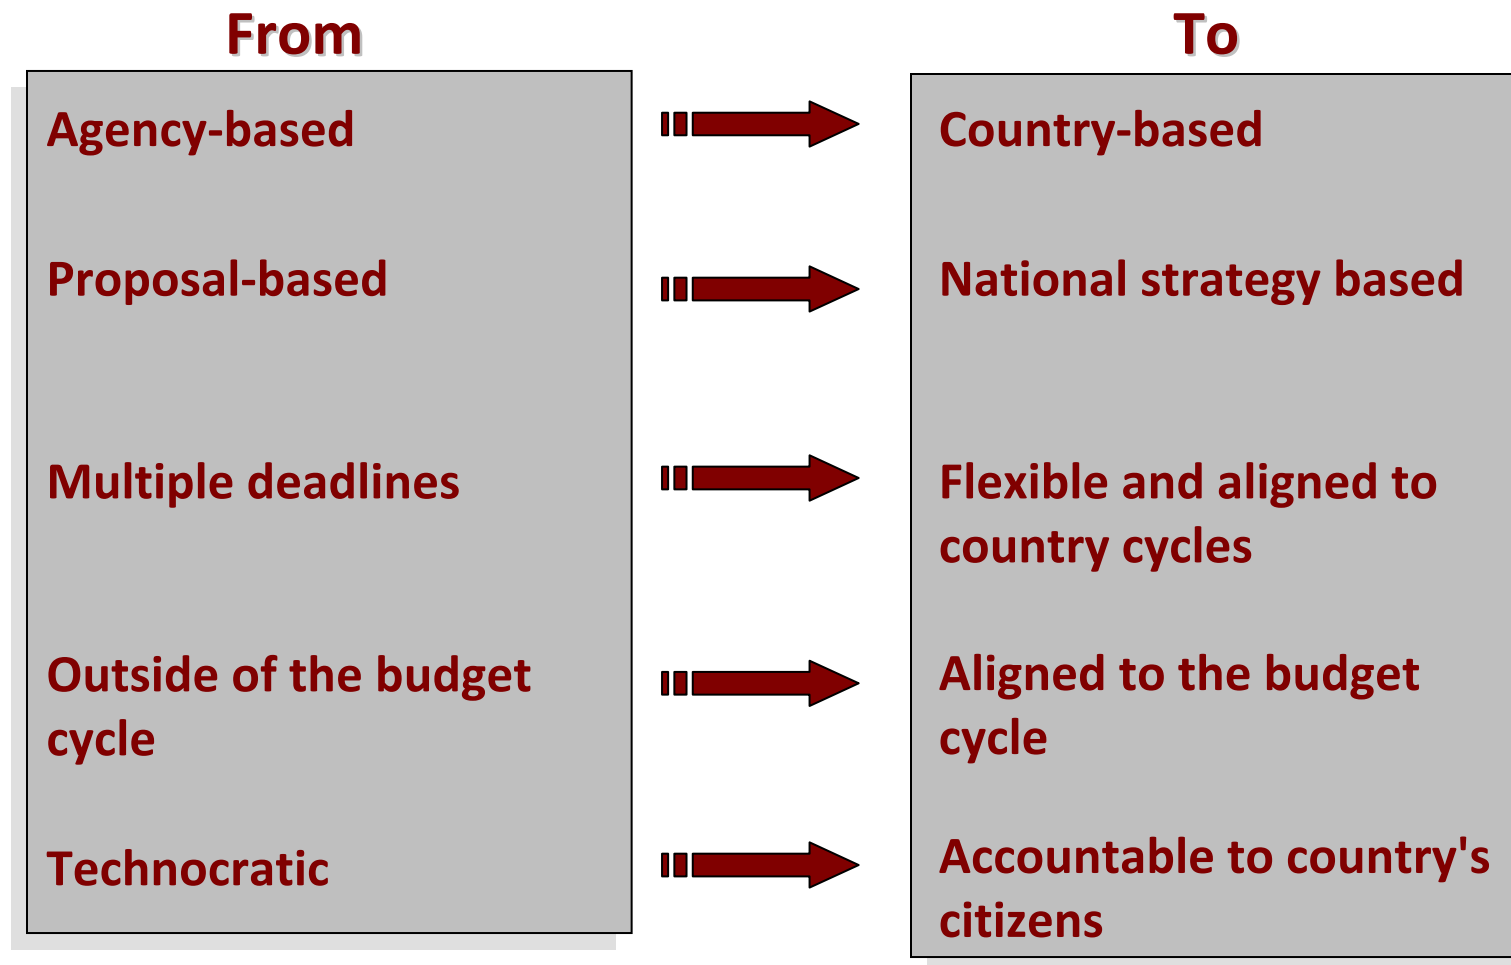 From
To
Agency-based
Country-based
Proposal-based
National strategy based
Multiple deadlines
Flexible and aligned to
country cycles
Outside of the budget
cycle
Aligned to the budget
cycle
Technocratic
Accountable to country's
citizens